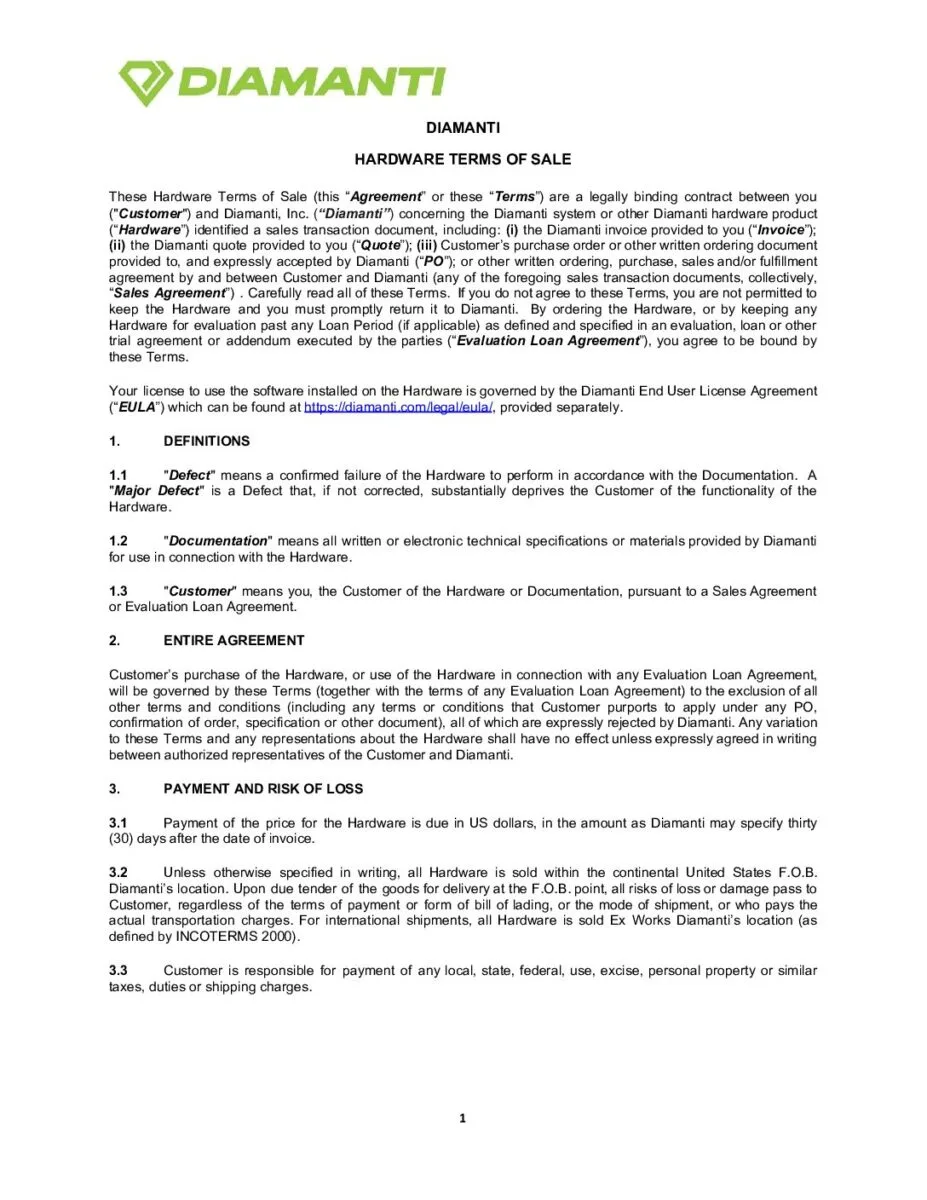 DIAMANTI
DIAMANTI
HARDWARE TERMS OF SALE
These Hardware Terms of Sale (this “Agreement” or these “Terms”) are a legally binding contract between you
("Customer") and Diamanti, Inc. (“Diamanti”) concerning the Diamanti system or other Diamanti hardware product
(“Hardware”) identified a sales transaction document, including: (i) the Diamanti invoice provided to you (“Invoice”);
(ii) the Diamanti quote provided to you (“Quote”); (iii) Customer’s purchase order or other written ordering document
provided to, and expressly accepted by Diamanti (“PO”); or other written ordering, purchase, sales and/or fulfillment
agreement by and between Customer and Diamanti (any of the foregoing sales transaction documents, collectively,
“Sales Agreement”) . Carefully read all of these Terms. If you do not agree to these Terms, you are not permitted to
keep the Hardware and you must promptly return it to Diamanti. By ordering the Hardware, or by keeping any
Hardware for evaluation past any Loan Period (if applicable) as defined and specified in an evaluation, loan or other
trial agreement or addendum executed by the parties (“Evaluation Loan Agreement”), you agree to be bound by
these Terms.
Your license to use the software installed on the Hardware is governed by the Diamanti End User License Agreement
(“EULA”) which can be found at https://diamanti.com/legal/eula/, provided separately.
1. DEFINITIONS
1.1 "Defect" means a confirmed failure of the Hardware to perform in accordance with the Documentation. A
"Major Defect" is a Defect that, if not corrected, substantially deprives the Customer of the functionality of the
Hardware.
1.2 "Documentation" means all written or electronic technical specifications or materials provided by Diamanti
for use in connection with the Hardware.
1.3 "Customer" means you, the Customer of the Hardware or Documentation, pursuant to a Sales Agreement
or Evaluation Loan Agreement.
2. ENTIRE AGREEMENT
Customer’s purchase of the Hardware, or use of the Hardware in connection with any Evaluation Loan Agreement,
will be governed by these Terms (together with the terms of any Evaluation Loan Agreement) to the exclusion of all
other terms and conditions (including any terms or conditions that Customer purports to apply under any PO,
confirmation of order, specification or other document), all of which are expressly rejected by Diamanti. Any variation
to these Terms and any representations about the Hardware shall have no effect unless expressly agreed in writing
between authorized representatives of the Customer and Diamanti.
3. PAYMENT AND RISK OF LOSS
3.1 Payment of the price for the Hardware is due in US dollars, in the amount as Diamanti may specify thirty
(30) days after the date of invoice.
3.2 Unless otherwise specified in writing, all Hardware is sold within the continental United States F.O.B.
Diamanti’s location. Upon due tender of the goods for delivery at the F.O.B. point, all risks of loss or damage pass to
Customer, regardless of the terms of payment or form of bill of lading, or the mode of shipment, or who pays the
actual transportation charges. For international shipments, all Hardware is sold Ex Works Diamanti’s location (as
defined by INCOTERMS 2000).
3.3 Customer is responsible for payment of any local, state, federal, use, excise, personal property or similar
taxes, duties or shipping charges.
1